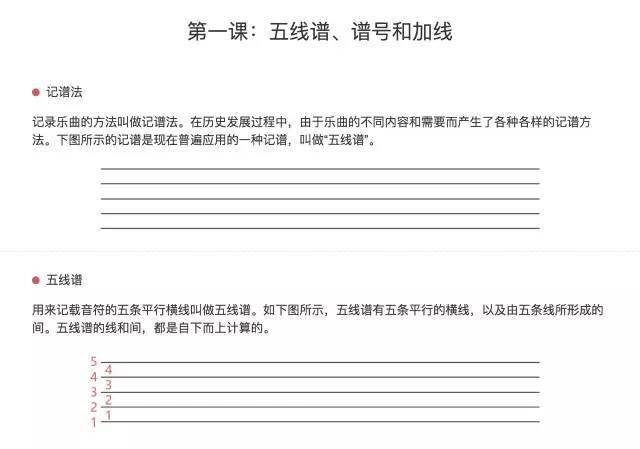 第一课：五线谱、谱号和加线
记谱法
记录乐曲的方法叫做记谱法。在历史发展过程中，由于乐曲的不同内容和需要而产生了各种各样的记谱方
法。下图所示的记谱是现在普遍应用的一种记谱，叫做“五线谱”。
五线谱
用来记载音符的五条平行横线叫做五线谱。如下图所示，五线谱有五条平行的横线，以及由五条线所形成的
间。五线谱的线和间，都是自下而上计算的。
5
4
4
3
3
2
2
1
1